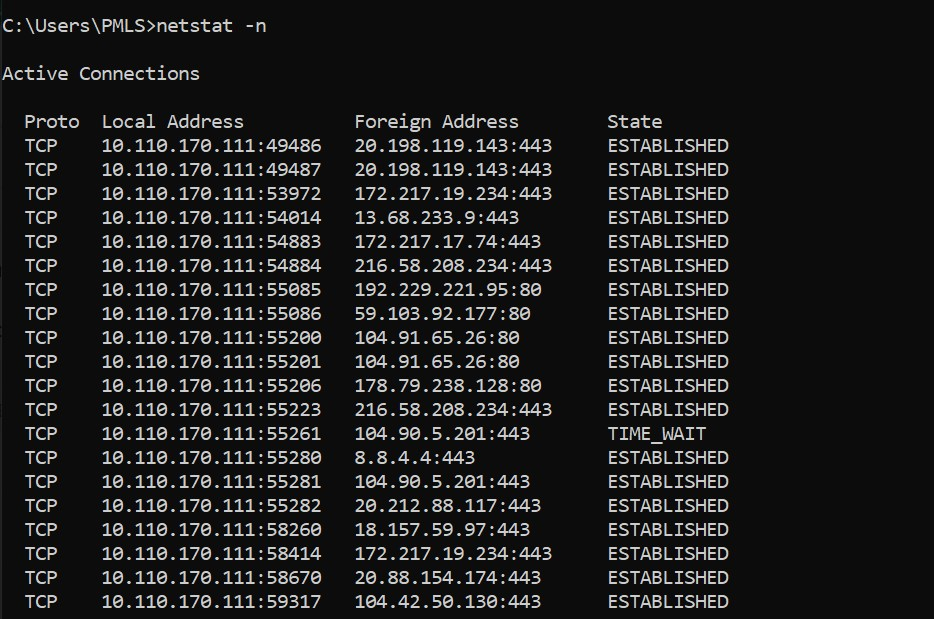 C:\Users\PMLS>netstat -n
Active Connections
Proto Local Address Foreign Address State
TCP 10.110.170.111:49486 20.198.119.143:443 ESTABLISHED
TCP 10.110.170.111:49487 20.198.119.143:443 ESTABLISHED
TCP 10.110.170.111:53972 172.217.19.234:443 ESTABLISHED
TCP 10.110.170.111:54014 13.68.233.9:443 ESTABLISHED
TCP 10.110.170.111:54883 172.217.17.74:443 ESTABLISHED
TCP 10.110.170.111:54884 216.58.208.234:443 ESTABLISHED
TCP 10.110.170.111:55085 192.229.221.95:80 ESTABLISHED
TCP 10.110.170.111:55086 59.103.92.177:80 ESTABLISHED
TCP 10.110.170.111:55200 104.91.65.26:80 ESTABLISHED
TCP 10.110.170.111:55201 104.91.65.26:80 ESTABLISHED
TCP 10.110.170.111:55206 178.79.238.128:80 ESTABLISHED
TCP 10.110.170.111:55223 216.58.208.234:443 ESTABLISHED
TCP 10.110.170.111:55261 104.90.5.201:443 TIME_WAIT
TCP 10.110.170.111:55280 8.8.4.4:443 ESTABLISHED
TCP 10.110.170.111:55281 104.90.5.201:443 ESTABLISHED
TCP 10.110.170.111:55282 20.212.88.117:443 ESTABLISHED
TCP 10.110.170.111:58260 18.157.59.97:443 ESTABLISHED
TCP 10.110.170.111:58414 172.217.19.234:443 ESTABLISHED
TCP 10.110.170.111:58670 20.88.154.174:443 ESTABLISHED
TCP 10.110.170.111:59317 104.42.50.130:443 ESTABLISHED